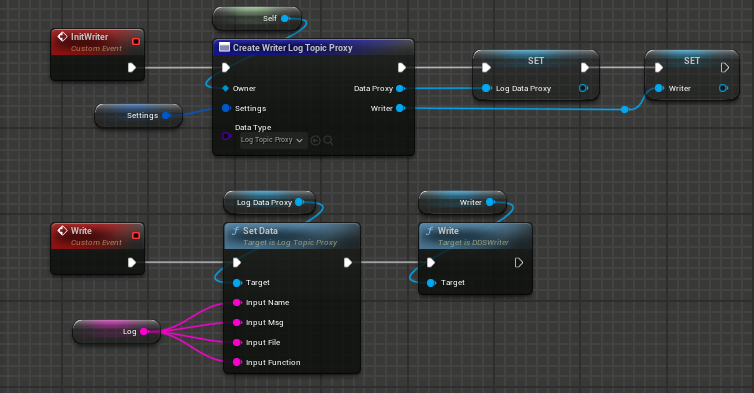 Self
InitWriter
Custom Event
Create Writer Log Topic Proxy
Owner
Data Proxy
Settings
Writer
Data Type
Log Topic Proxy
Settings
SET
Log Data Proxy
SET
Writer
Log Data Proxy
Writer
Write
Custom Event
Set Data
Target is Log Topic Proxy
Target
Input Name
Input Msg
Input File
Input Function
Log
Write
Target is DDSWriter
Target